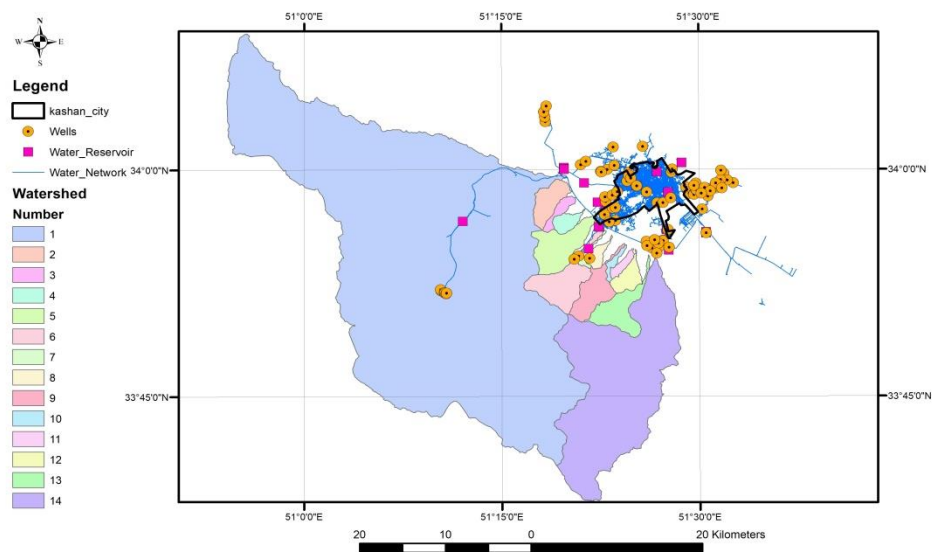 51°0'0"E 51°15'0"E 51°30'0"E
N
W E
S
Legend
kashan_city
Wells
Water_Reservoir
Water_Network
Watershed
Number
1
2
3
4
5
6
7
8
9
10
11
12
13
14
34°0'0"N 34°0'0"N
33°45'0"N 33°45'0"N
51°0'0"E 51°15'0"E 51°30'0"E
20 10 0 20 Kilometers